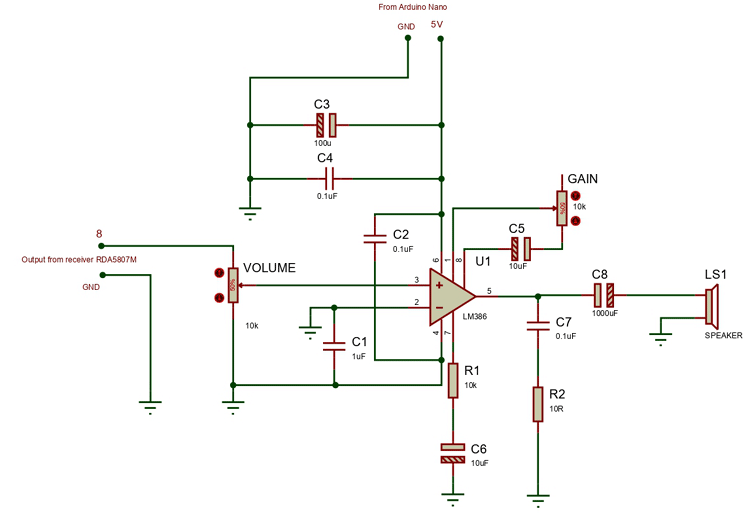 From Arduino Nano
GND
5V
C3
100u
C4
0.1uF
GAIN
50%
10k
8
C2
0.1uF
6
1
8
C5
10uF
U1
Output from receiver RDA5807M
GND
VOLUME
50%
10k
3
2
5
4
7
LM386
C8
1000uF
LS1
SPEAKER
C1
1uF
C7
0.1uF
R1
10k
R2
10R
C6
10uF